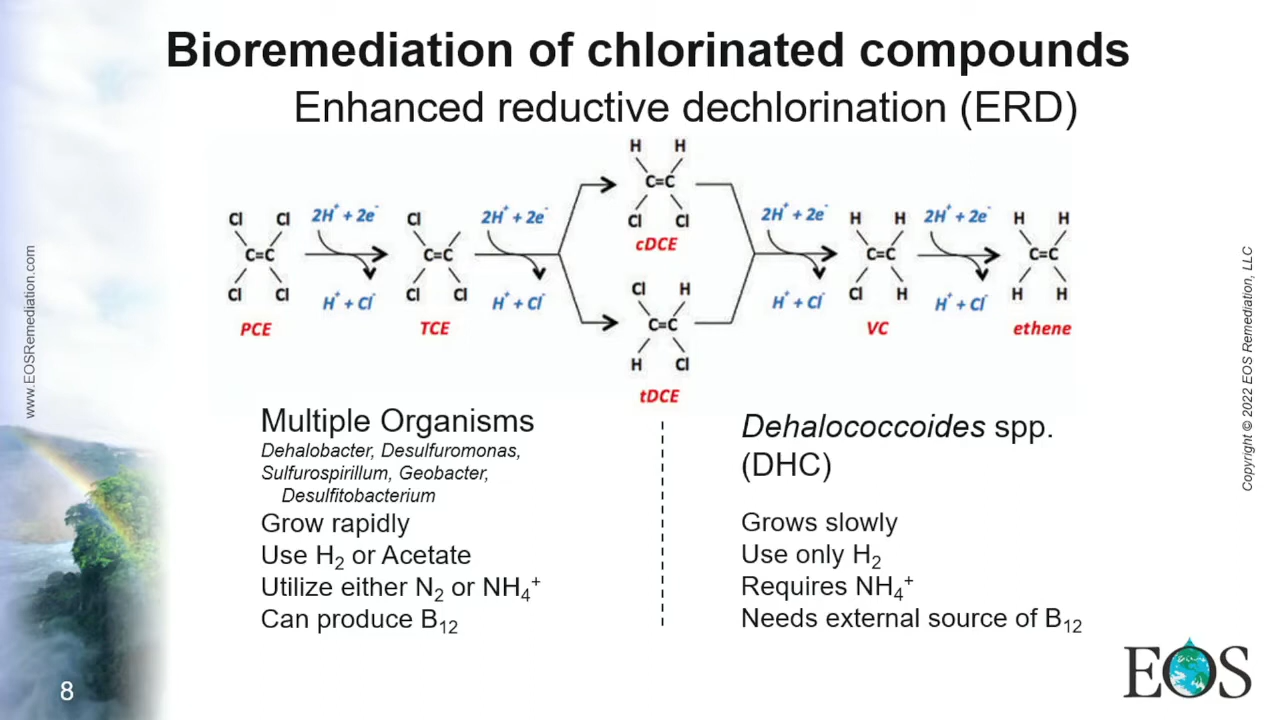 Bioremediation of chlorinated compounds
Enhanced reductive dechlorination (ERD)
H H
C=C
Cl Cl
cDCE
Cl Cl
C=C
Cl Cl
PCE
2H⁺ + 2e⁻
H⁺ + Cl⁻
Cl
C=C
Cl Cl
TCE
2H⁺ + 2e⁻
H⁺ + Cl⁻
Cl H
C=C
H Cl
tDCE
2H⁺ + 2e⁻
H⁺ + Cl⁻
H H
C=C
Cl H
VC
2H⁺ + 2e⁻
H⁺ + Cl⁻
H H
C=C
H H
ethene
Multiple Organisms
Dehalobacter, Desulfuromonas,
Sulfurospirillum, Geobacter,
Desulfitobacterium
Grow rapidly
Use H₂ or Acetate
Utilize either N₂ or NH₄⁺
Can produce B₁₂
Dehalococcoides spp.
(DHC)
Grows slowly
Use only H₂
Requires NH₄⁺
Needs external source of B₁₂
www.EOSRemediation.com
Copyright © 2022 EOS Remediation, LLC
8
EOS